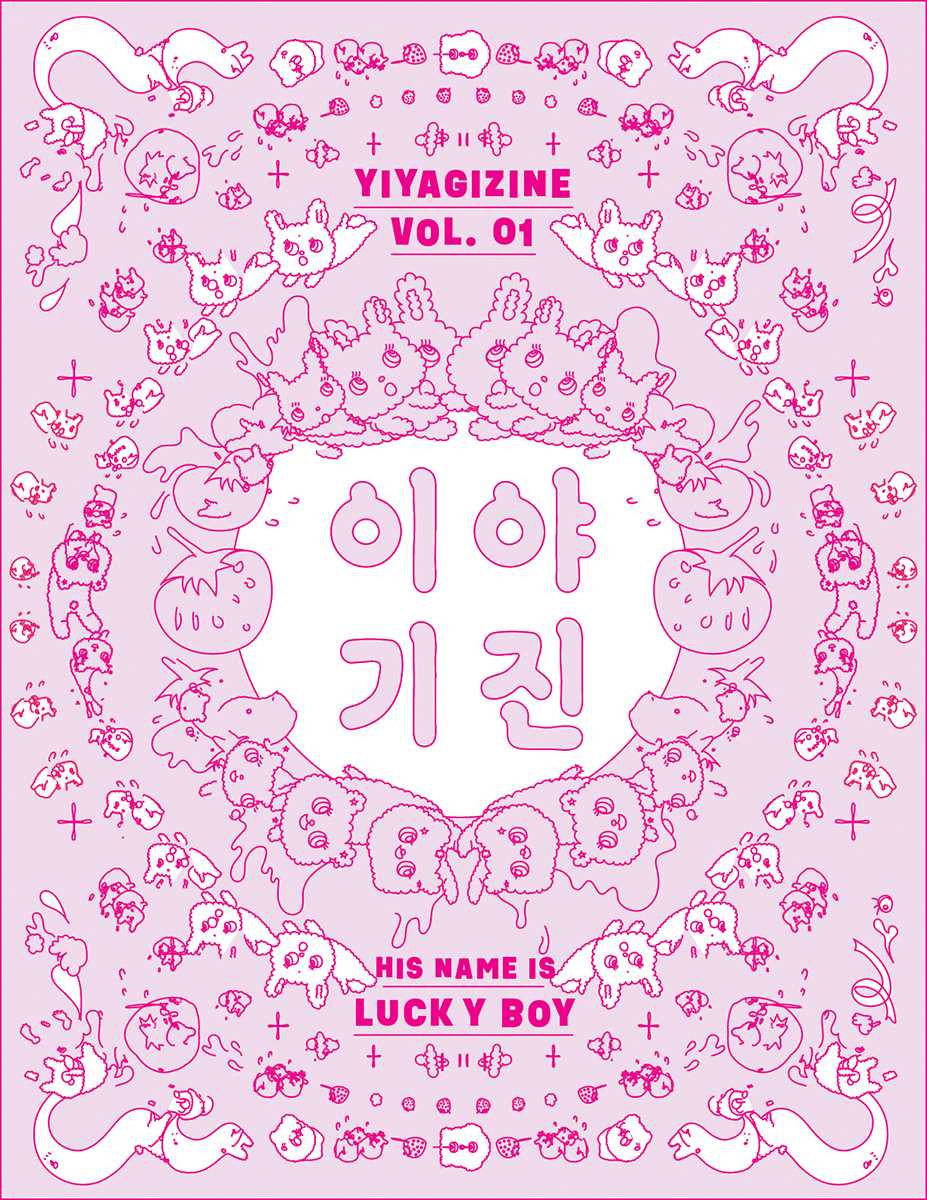 YIYAGIZINE
VOL. 01
이야
기진
HIS NAME IS
LUCKY BOY